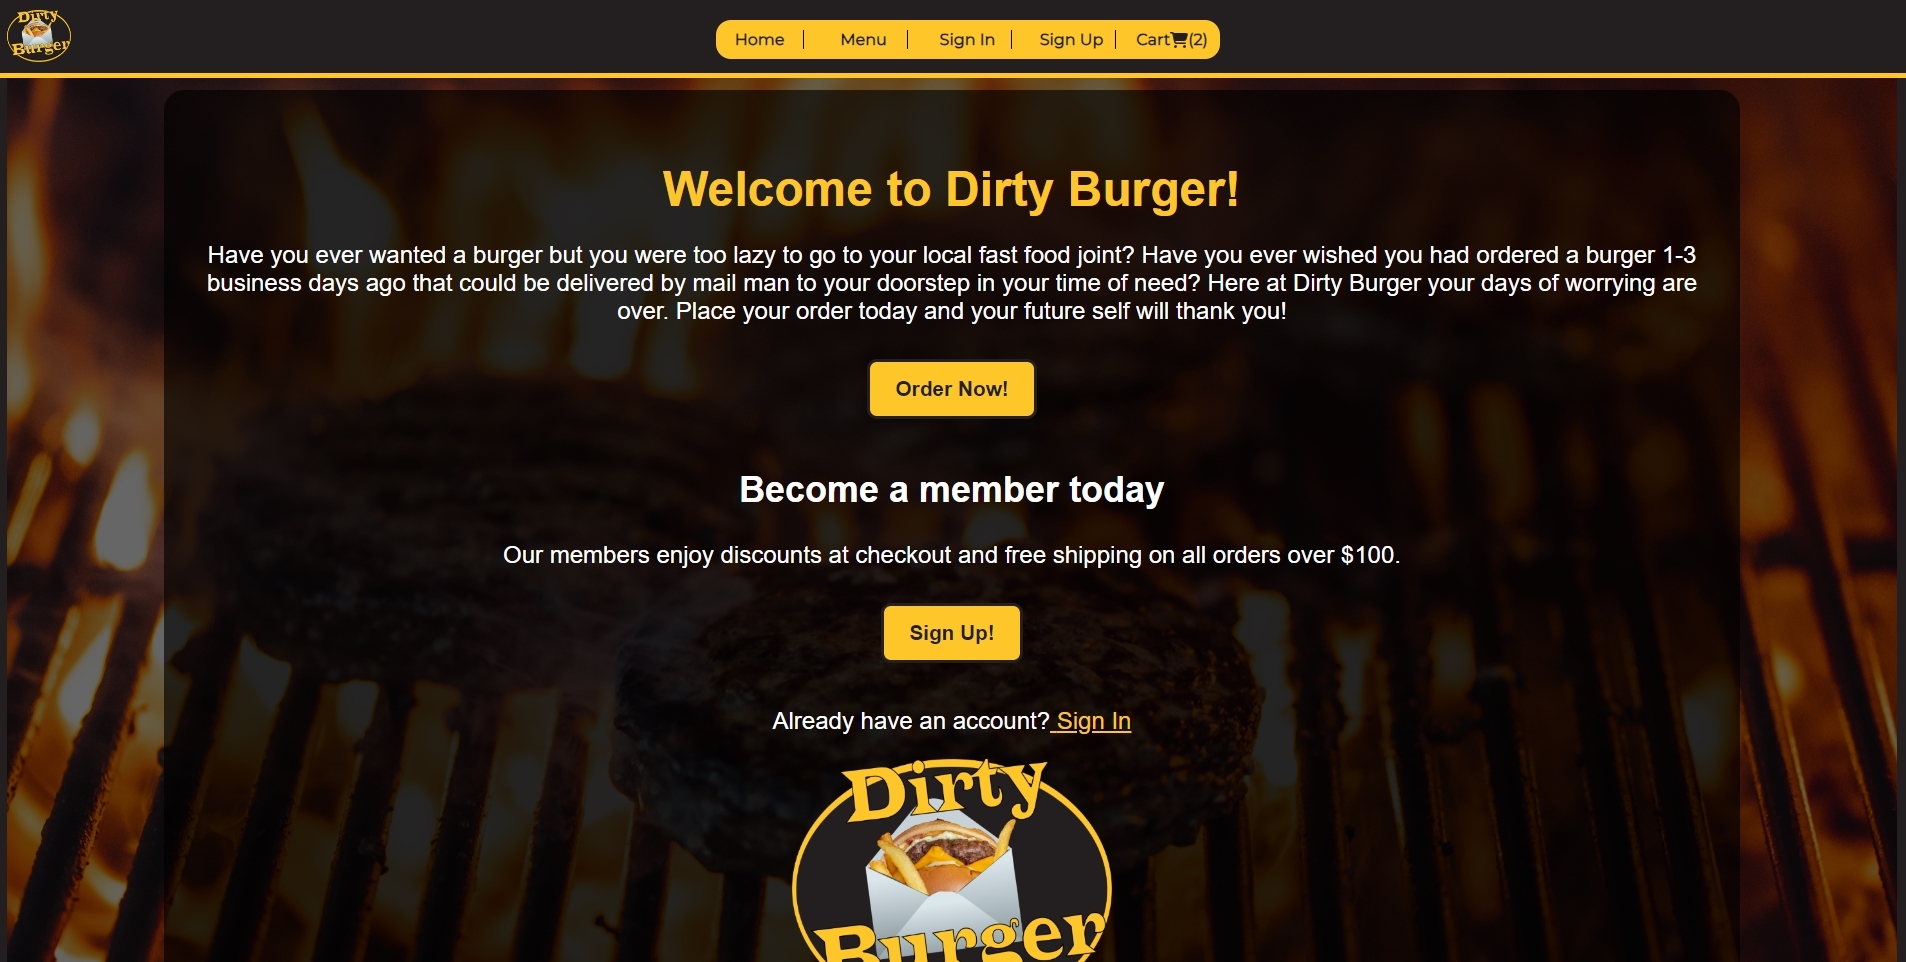 Dirty
Burger
Home
Menu
Sign In
Sign Up
Cart(2)
Welcome to Dirty Burger!
Have you ever wanted a burger but you were too lazy to go to your local fast food joint? Have you ever wished you had ordered a burger 1-3
business days ago that could be delivered by mail man to your doorstep in your time of need? Here at Dirty Burger your days of worrying are
over. Place your order today and your future self will thank you!
Order Now!
Become a member today
Our members enjoy discounts at checkout and free shipping on all orders over $100.
Sign Up!
Already have an account? Sign In
Dirty
Burger